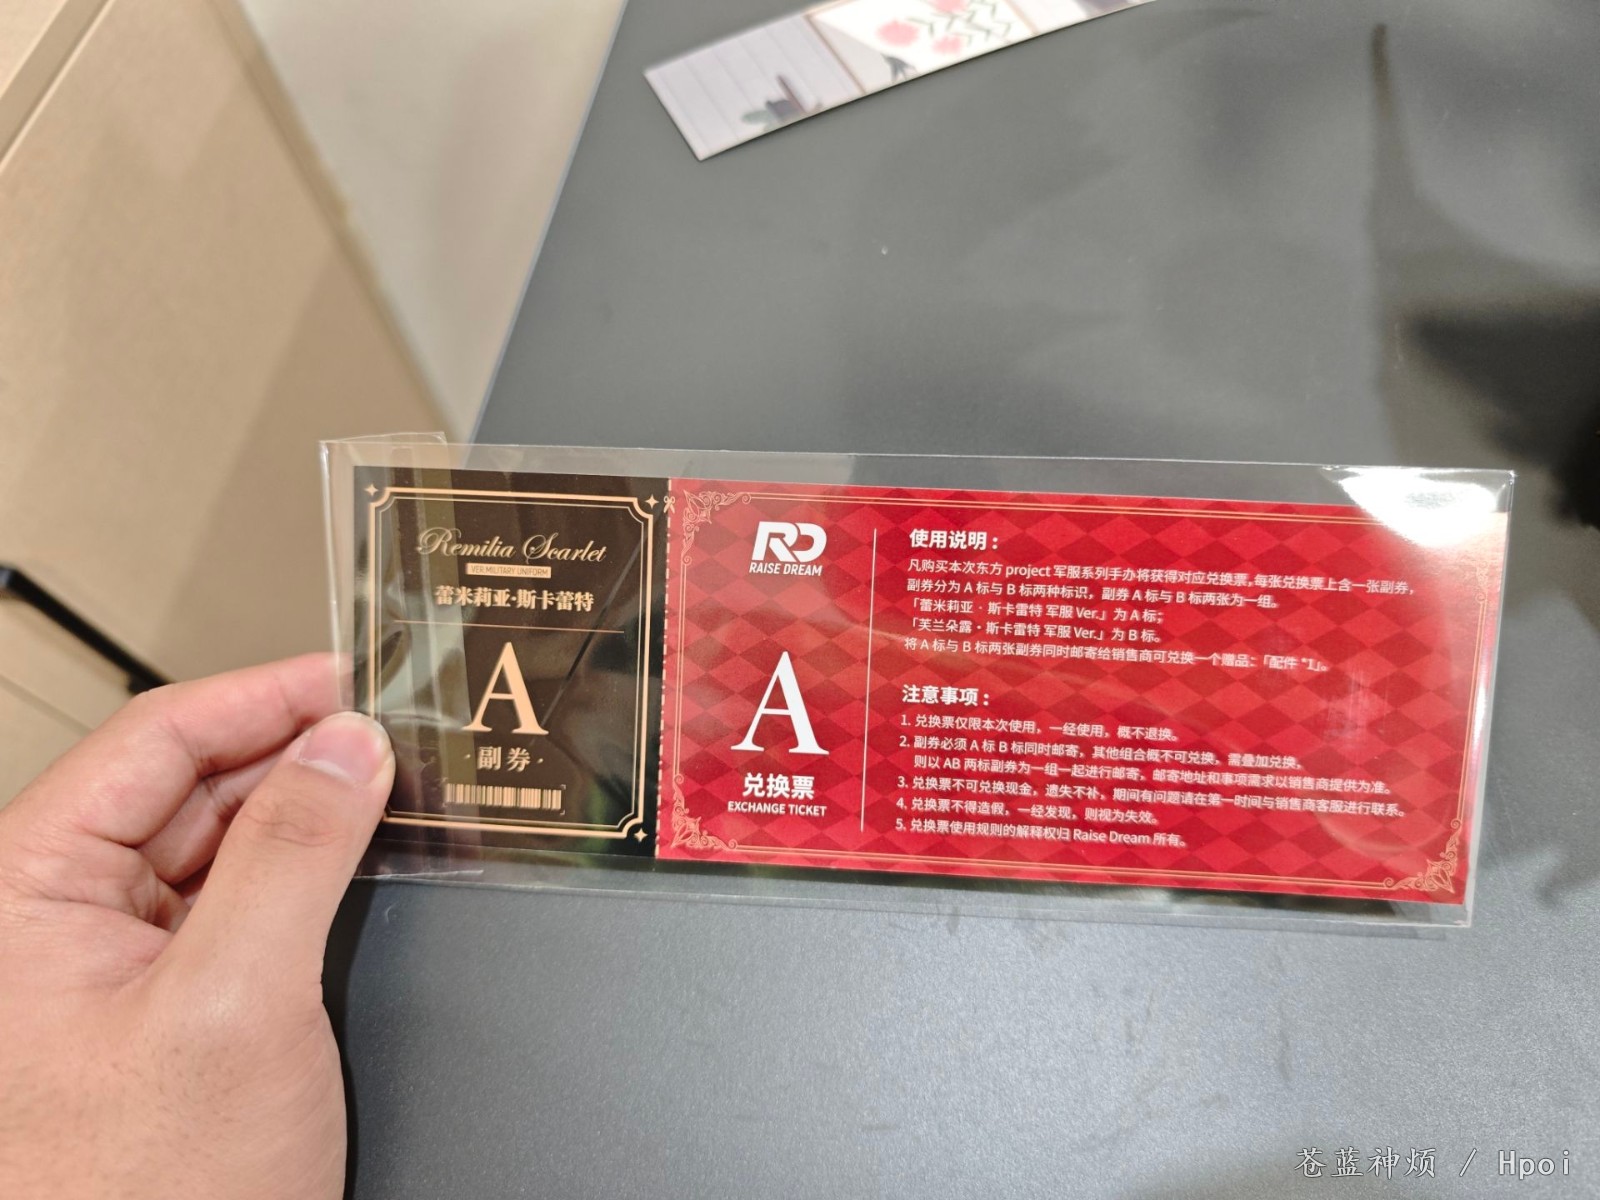 Remilia Scarlet
VER.MILITARY UNIFORM
蕾米莉亚·斯卡蕾特
A
·副券·
RD
RAISE DREAM
A
兑换票
EXCHANGE TICKET
使用说明：
凡购买本次东方 project 军服系列手办将获得对应兑换票，每张兑换票上含一张副券，
副券分为 A 标与 B 标两种标识，副券 A 标与 B 标两张为一组。
「蕾米莉亚·斯卡雷特 军服 Ver.」为 A 标；
「芙兰朵露·斯卡雷特 军服 Ver.」为 B 标。
将 A 标与 B 标两张副券同时邮寄给销售商可兑换一个赠品：「配件 *1」。
注意事项：
1. 兑换票仅限本次使用，一经使用，概不退换。
2. 副券必须 A 标 B 标同时邮寄，其他组合概不可兑换，需叠加兑换，
则以 AB 两标副券为一组一起进行邮寄，邮寄地址和事项需求以销售商提供为准。
3. 兑换票不可兑换现金，遗失不补，期间有问题请在第一时间与销售商客服进行联系。
4. 兑换票不得造假，一经发现，则视为失效。
5. 兑换票使用规则的解释权归 Raise Dream 所有。
苍蓝神烦 / Hpoi